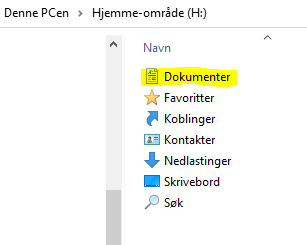 Denne PCen > Hjemme-område (H:)
Navn
Dokumenter
Favoritter
Koblinger
Kontakter
Nedlastinger
Skrivebord
Søk